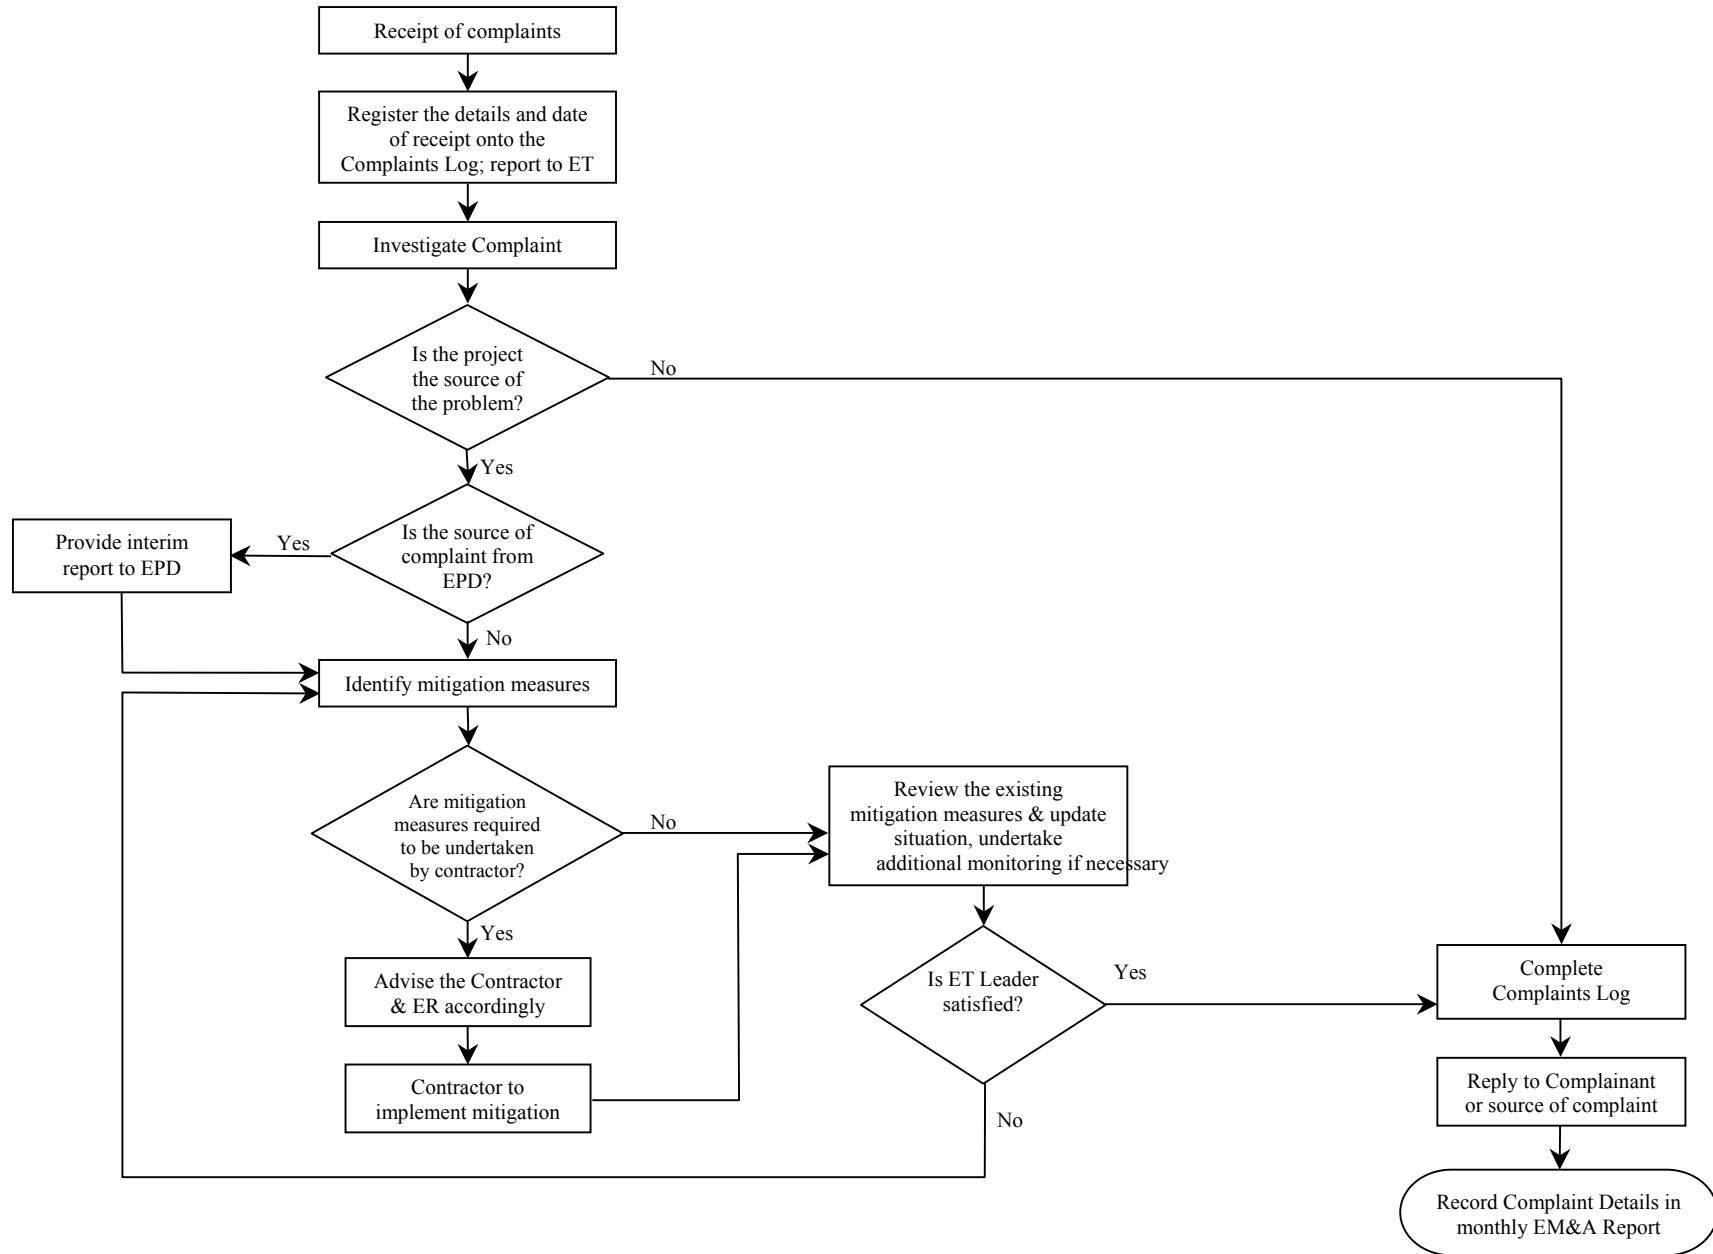 Receipt of complaints
Register the details and date
of receipt onto the
Complaints Log; report to ET
Investigate Complaint
Is the project
the source of
the problem?
No
Yes
Is the source of
complaint from
EPD?
Yes
Provide interim
report to EPD
No
Identify mitigation measures
Are mitigation
measures required
to be undertaken
by contractor?
No
Review the existing
mitigation measures & update
situation, undertake
additional monitoring if necessary
Yes
Advise the Contractor
& ER accordingly
Contractor to
implement mitigation
Is ET Leader
satisfied?
Yes
No
Complete
Complaints Log
Reply to Complainant
or source of complaint
Record Complaint Details in
monthly EM&A Report